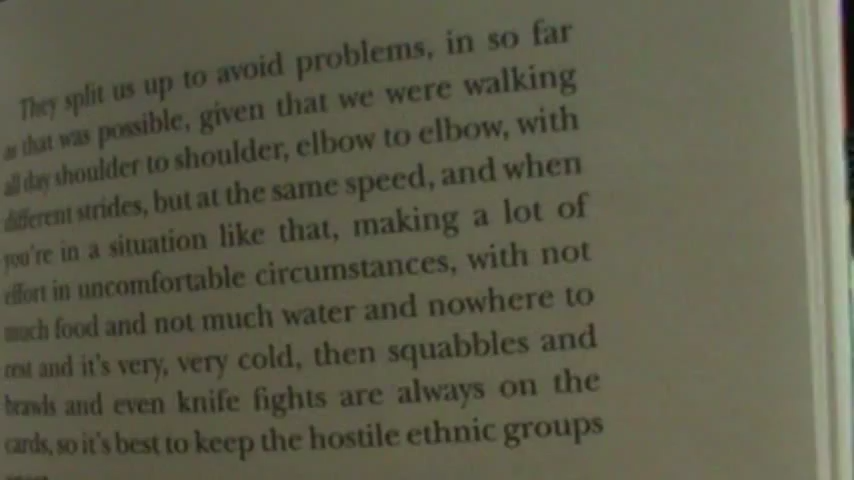 They split us up to avoid problems, in so far
as that was possible, given that we were walking
all day shoulder to shoulder, elbow to elbow, with
different strides, but at the same speed, and when
you're in a situation like that, making a lot of
effort in uncomfortable circumstances, with not
much food and not much water and nowhere to
rest and it's very, very cold, then squabbles and
brawls and even knife fights are always on the
cards, so it's best to keep the hostile ethnic groups